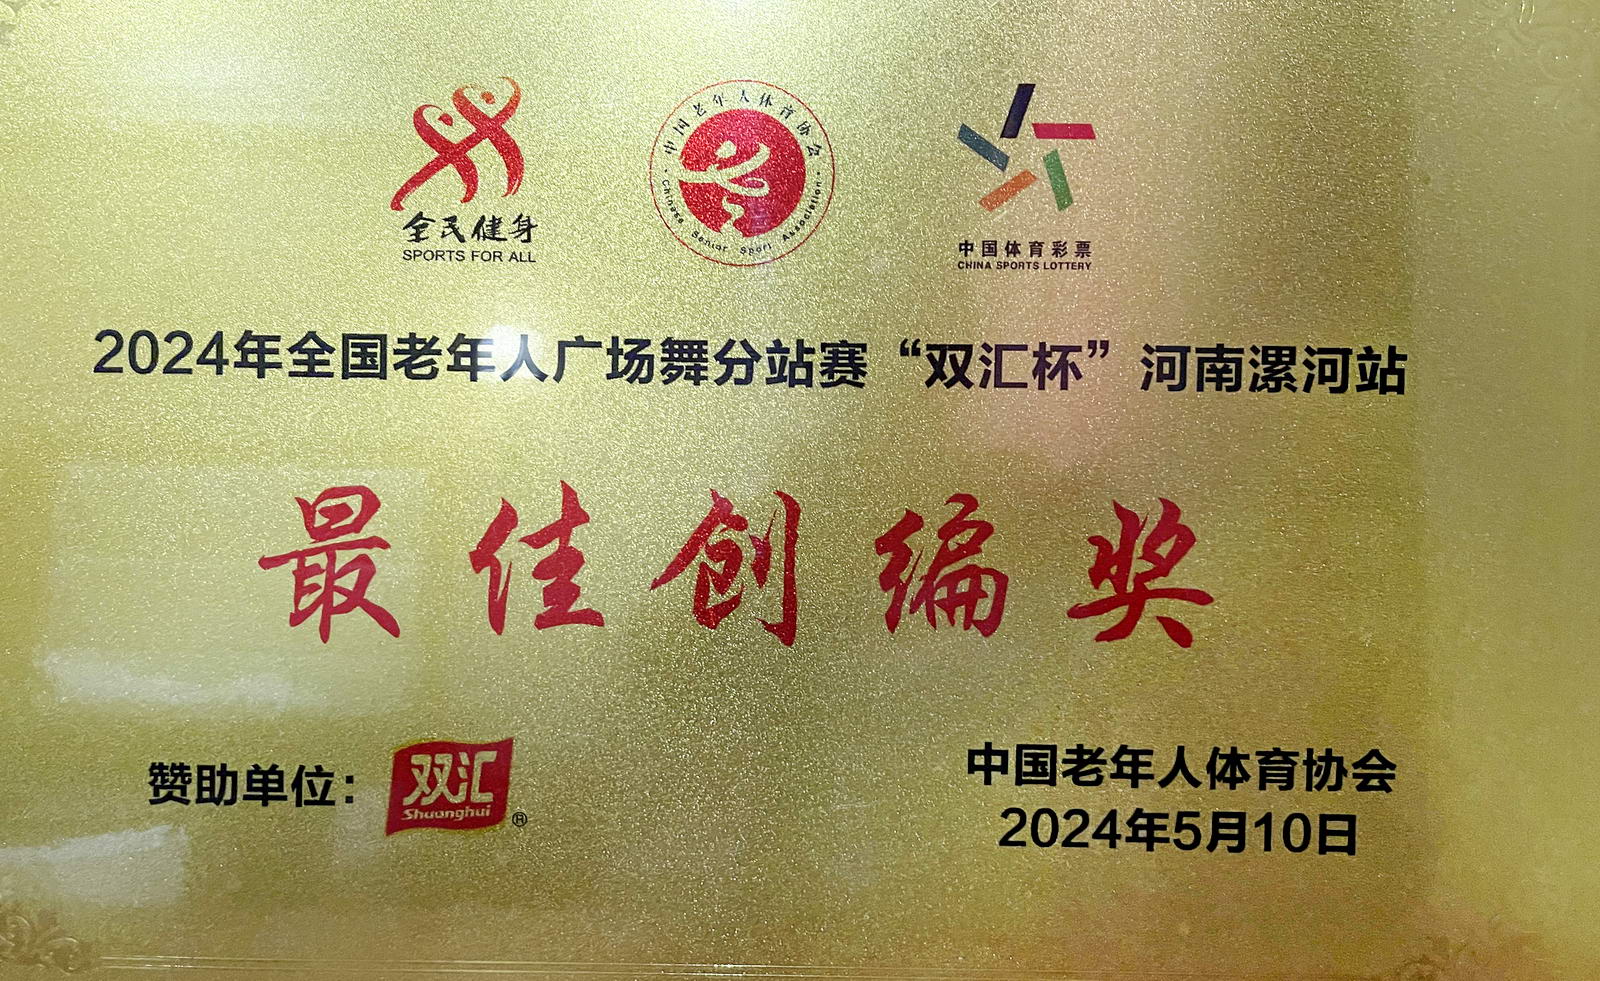 全民健身
SPORTS FOR ALL
中国老年人体育协会
Chinese Senior Sport Association
中国体育彩票
CHINA SPORTS LOTTERY
2024年全国老年人广场舞分站赛“双汇杯”河南漯河站
最佳创编奖
赞助单位：
双汇
Shuanghui
®
中国老年人体育协会
2024年5月10日